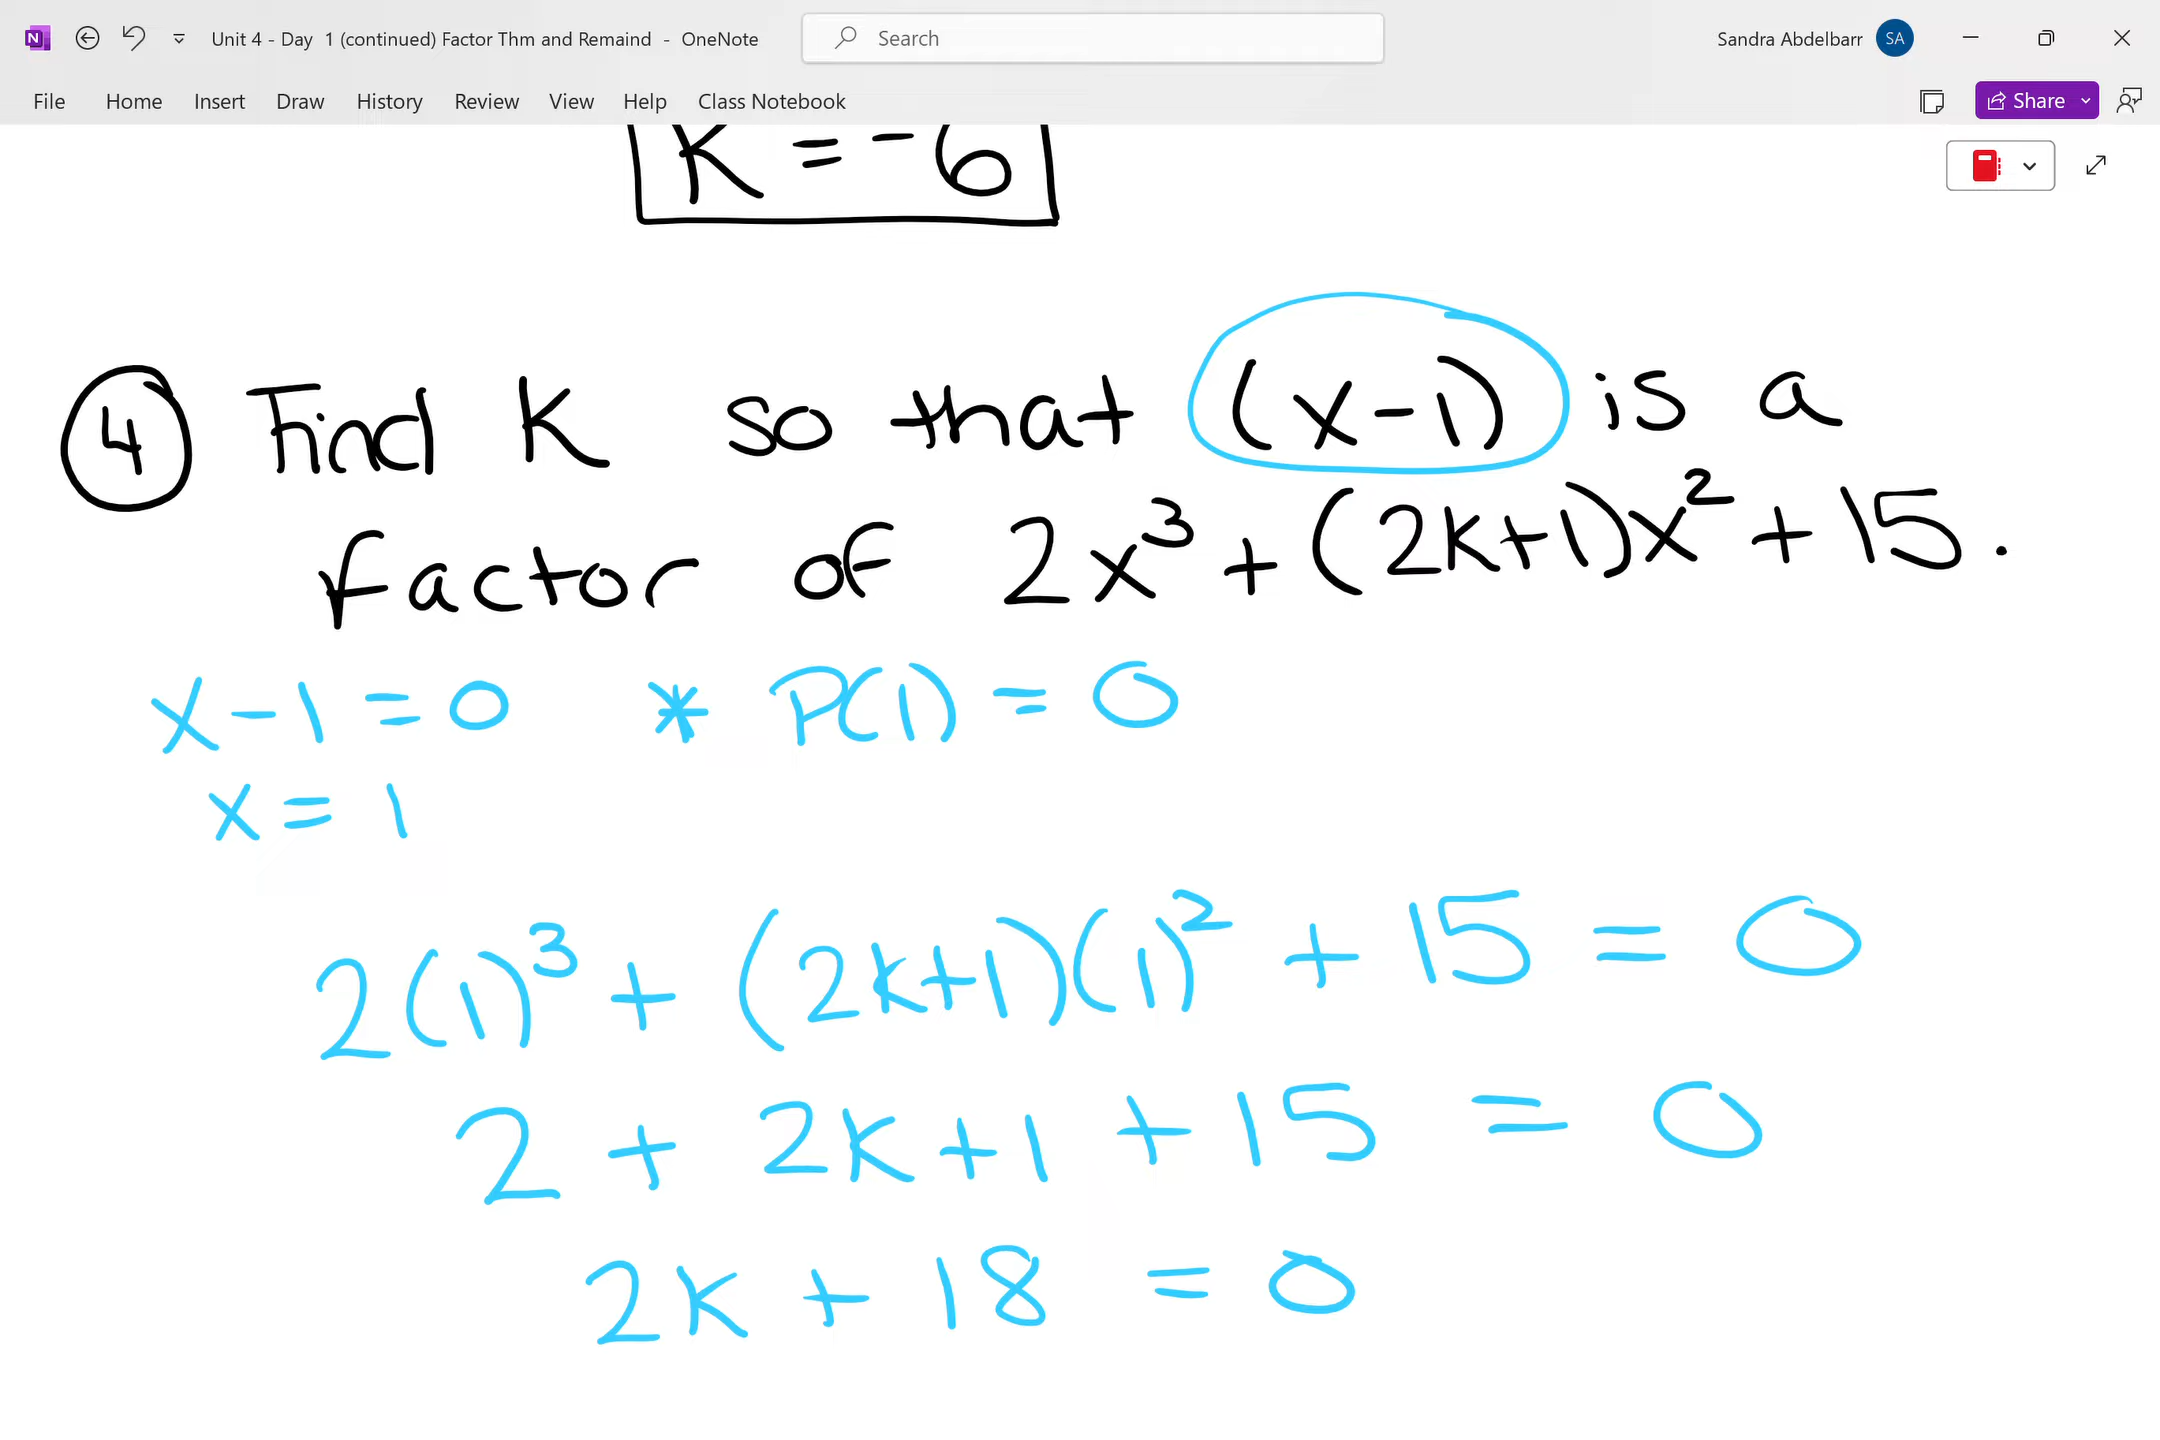 Unit 4 - Day 1 (continued) Factor Thm and Remaind - OneNote
Search
Sandra Abdelbarr SA
File Home Insert Draw History Review View Help Class Notebook
Share
K = -6
④ Find K so that (x-1) is a
factor of 2x³ + (2k+1)x² + 15.
x - 1 = 0 * P(1) = 0
x = 1
2(1)³ + (2k+1)(1)² + 15 = 0
2 + 2k+1 + 15 = 0
2k + 18 = 0